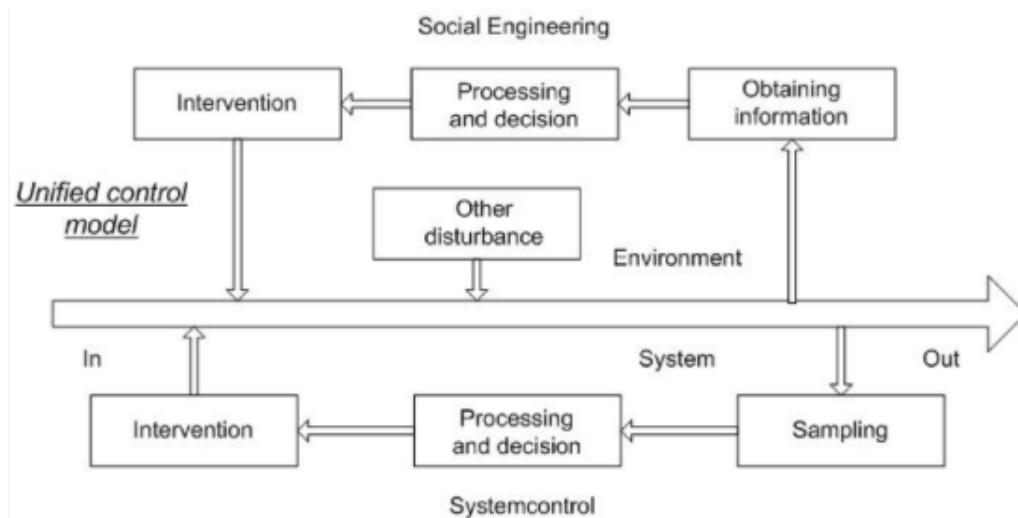 Social Engineering
Intervention
Processing
and decision
Obtaining
information
Unified control
model
Other
disturbance
Environment
In
System
Out
Intervention
Processing
and decision
Sampling
Systemcontrol